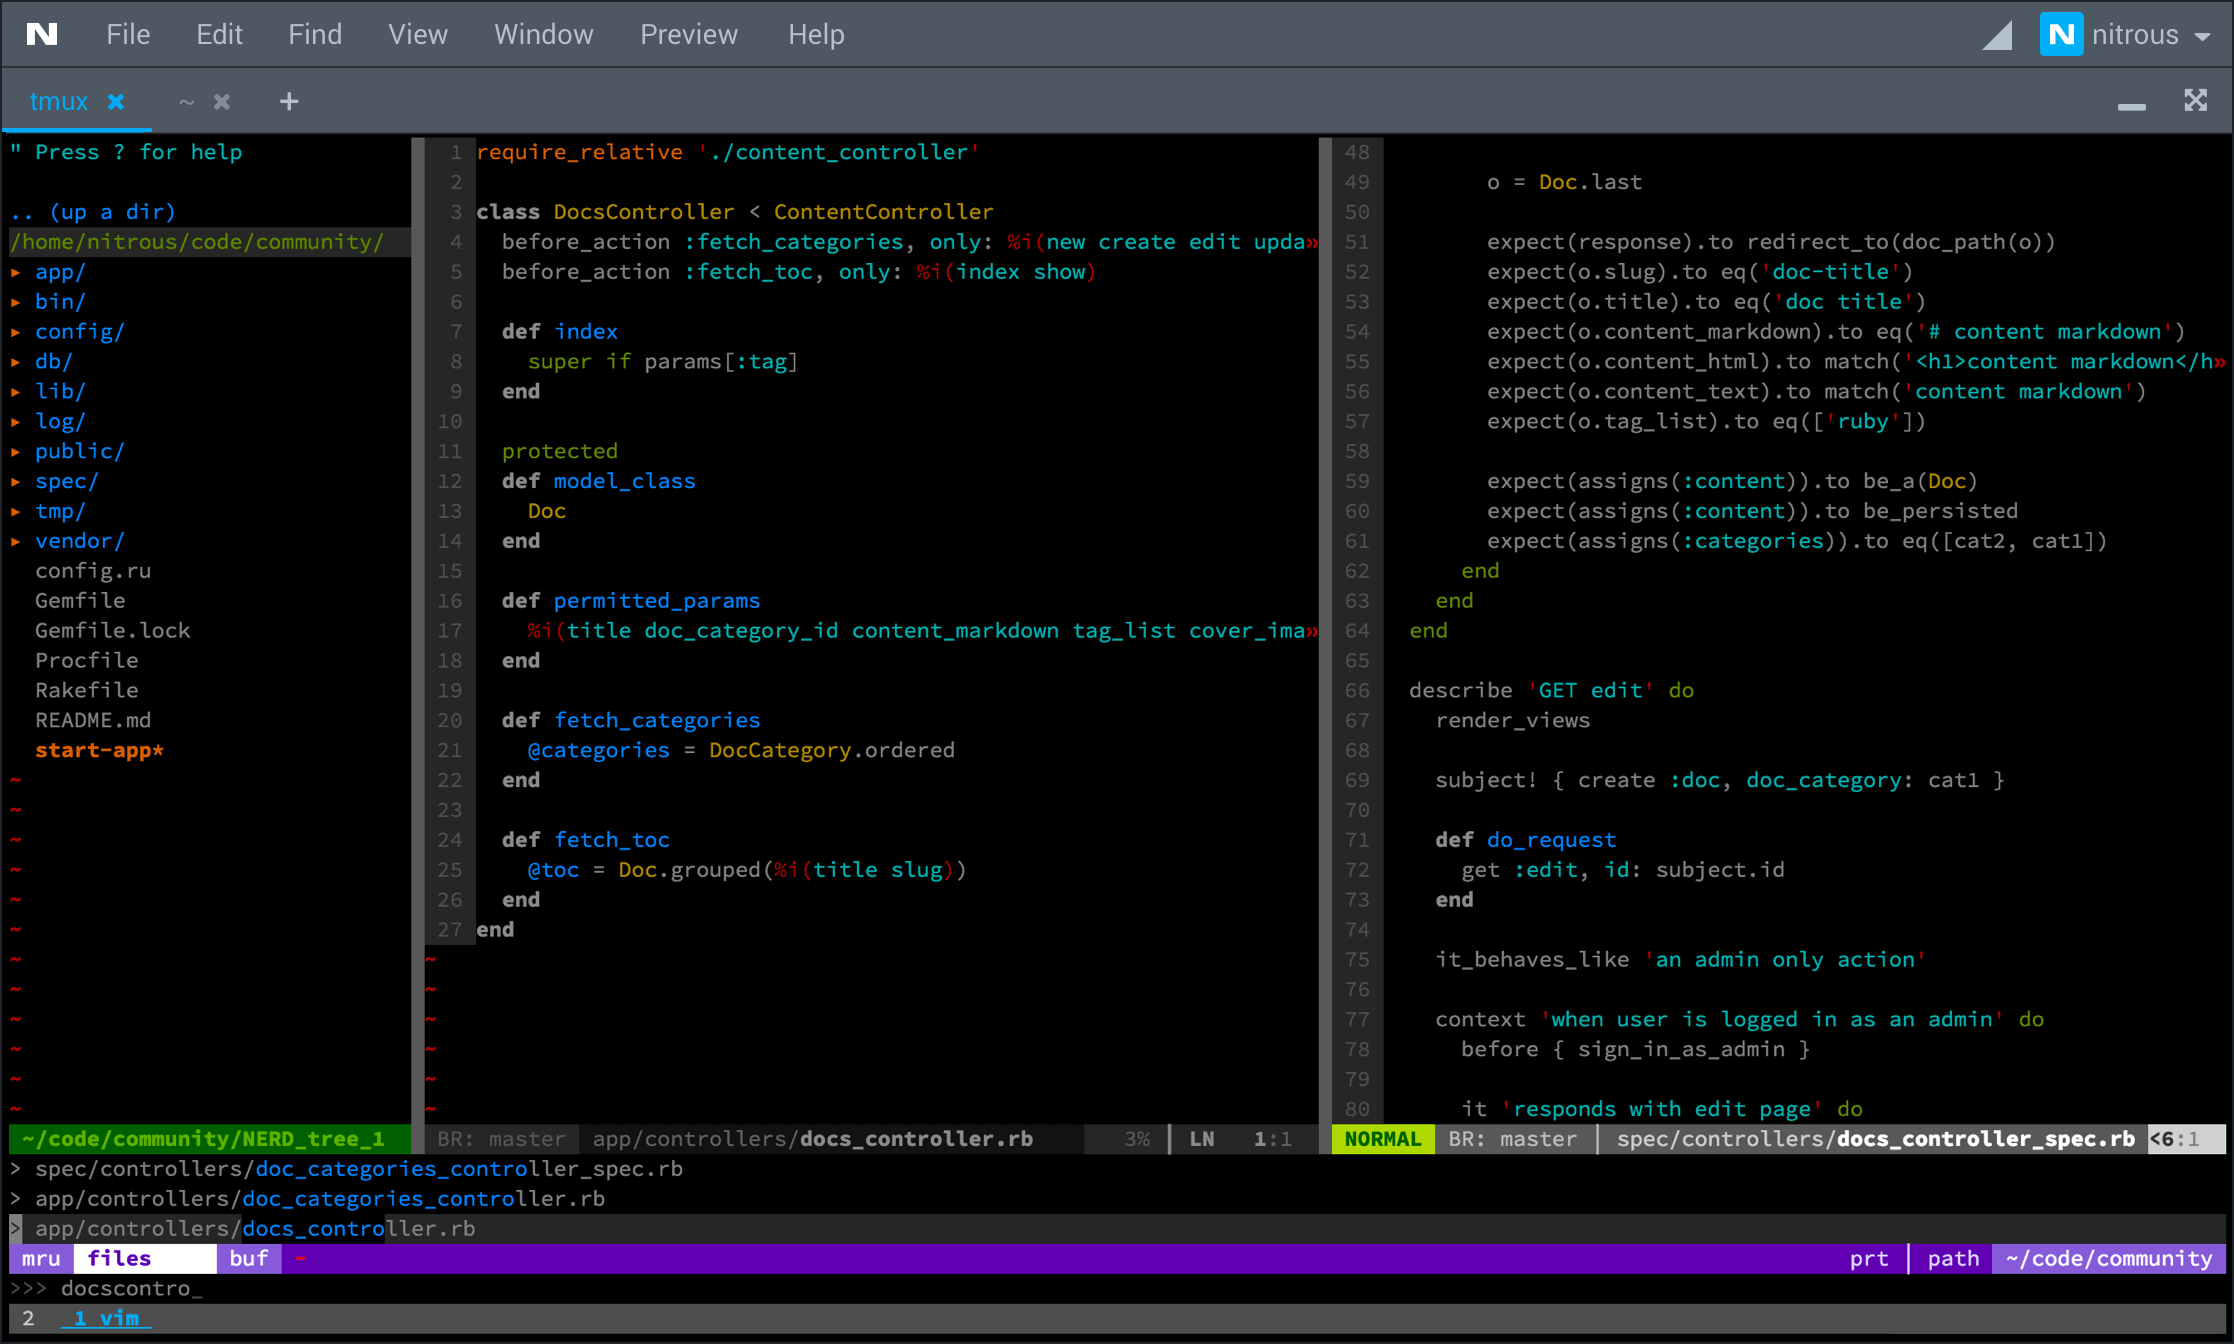 N File Edit Find View Window Preview Help N nitrous
tmux ~ +
" Press ? for help
.. (up a dir)
/home/nitrous/code/community/
▸ app/
▸ bin/
▸ config/
▸ db/
▸ lib/
▸ log/
▸ public/
▸ spec/
▸ tmp/
▸ vendor/
config.ru
Gemfile
Gemfile.lock
Procfile
Rakefile
README.md
start-app*
~
~
~
~
~
~
~
~
~
~
~
~
~/code/community/NERD_tree_1
1 require_relative './content_controller'
2
3 class DocsController < ContentController
4   before_action :fetch_categories, only: %i(new create edit upda»
5   before_action :fetch_toc, only: %i(index show)
6
7   def index
8     super if params[:tag]
9   end
10
11   protected
12   def model_class
13     Doc
14   end
15
16   def permitted_params
17     %i(title doc_category_id content_markdown tag_list cover_ima»
18   end
19
20   def fetch_categories
21     @categories = DocCategory.ordered
22   end
23
24   def fetch_toc
25     @toc = Doc.grouped(%i(title slug))
26   end
27 end
~
~
~
~
~
~
BR: master app/controllers/docs_controller.rb 3% LN 1:1
48
49       o = Doc.last
50
51       expect(response).to redirect_to(doc_path(o))
52       expect(o.slug).to eq('doc-title')
53       expect(o.title).to eq('doc title')
54       expect(o.content_markdown).to eq('# content markdown')
55       expect(o.content_html).to match('<h1>content markdown</h»
56       expect(o.content_text).to match('content markdown')
57       expect(o.tag_list).to eq(['ruby'])
58
59       expect(assigns(:content)).to be_a(Doc)
60       expect(assigns(:content)).to be_persisted
61       expect(assigns(:categories)).to eq([cat2, cat1])
62     end
63   end
64 end
65
66 describe 'GET edit' do
67   render_views
68
69   subject! { create :doc, doc_category: cat1 }
70
71   def do_request
72     get :edit, id: subject.id
73   end
74
75   it_behaves_like 'an admin only action'
76
77   context 'when user is logged in as an admin' do
78     before { sign_in_as_admin }
79
80     it 'responds with edit page' do
NORMAL BR: master spec/controllers/docs_controller_spec.rb <6:1
> spec/controllers/doc_categories_controller_spec.rb
> app/controllers/doc_categories_controller.rb
> app/controllers/docs_controller.rb
mru files buf - prt path ~/code/community
>>> docscontro_
2 1 vim